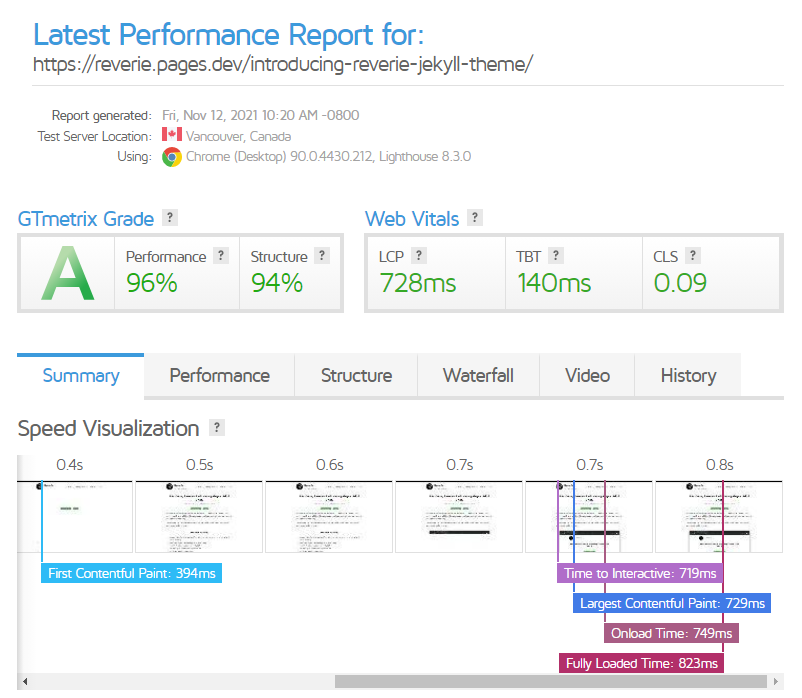 Latest Performance Report for:
https://reverie.pages.dev/introducing-reverie-jekyll-theme/
Report generated: Fri, Nov 12, 2021 10:20 AM -0800
Test Server Location: Vancouver, Canada
Using: Chrome (Desktop) 90.0.4430.212, Lighthouse 8.3.0
GTmetrix Grade ? Web Vitals ?
A Performance ? Structure ? LCP ? TBT ? CLS ?
96% 94% 728ms 140ms 0.09
Summary Performance Structure Waterfall Video History
Speed Visualization ?
0.4s 0.5s 0.6s 0.7s 0.7s 0.8s
First Contentful Paint: 394ms Time to Interactive: 719ms
Largest Contentful Paint: 729ms
Onload Time: 749ms
Fully Loaded Time: 823ms